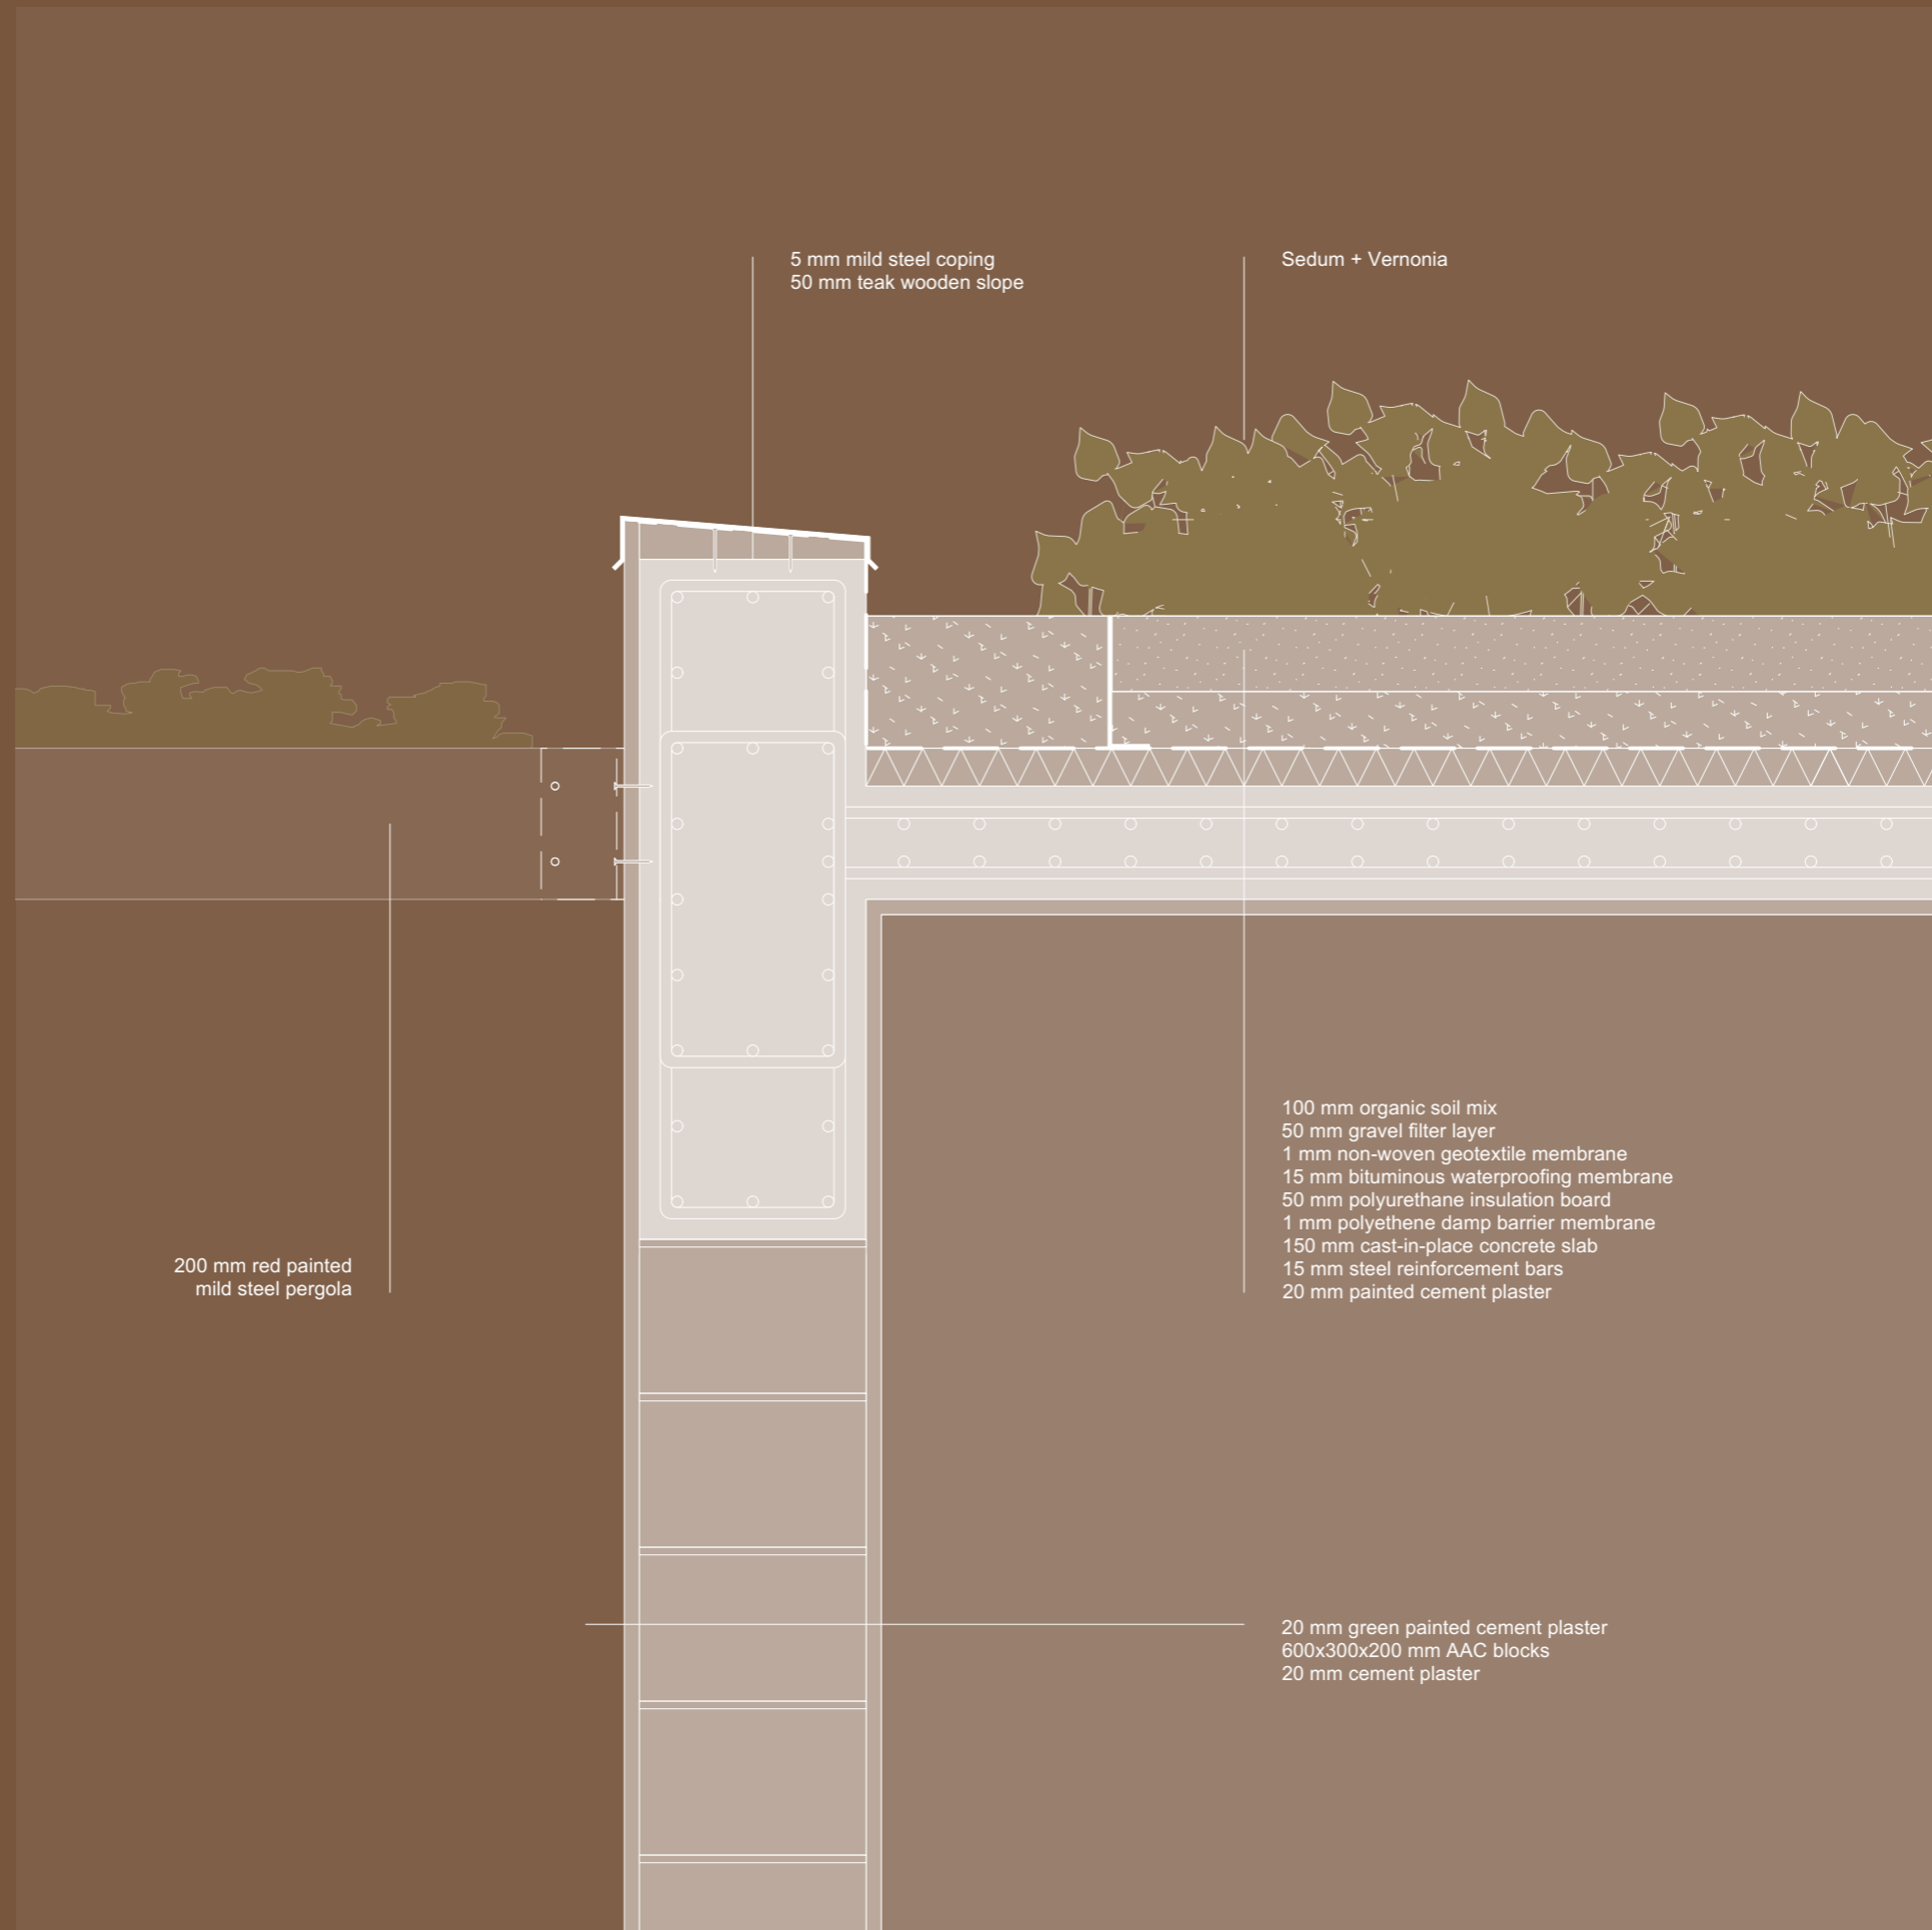 5 mm mild steel coping
50 mm teak wooden slope
Sedum + Vernonia
100 mm organic soil mix
50 mm gravel filter layer
1 mm non-woven geotextile membrane
15 mm bituminous waterproofing membrane
50 mm polyurethane insulation board
1 mm polyethene damp barrier membrane
150 mm cast-in-place concrete slab
15 mm steel reinforcement bars
20 mm painted cement plaster
200 mm red painted
mild steel pergola
20 mm green painted cement plaster
600x300x200 mm AAC blocks
20 mm cement plaster